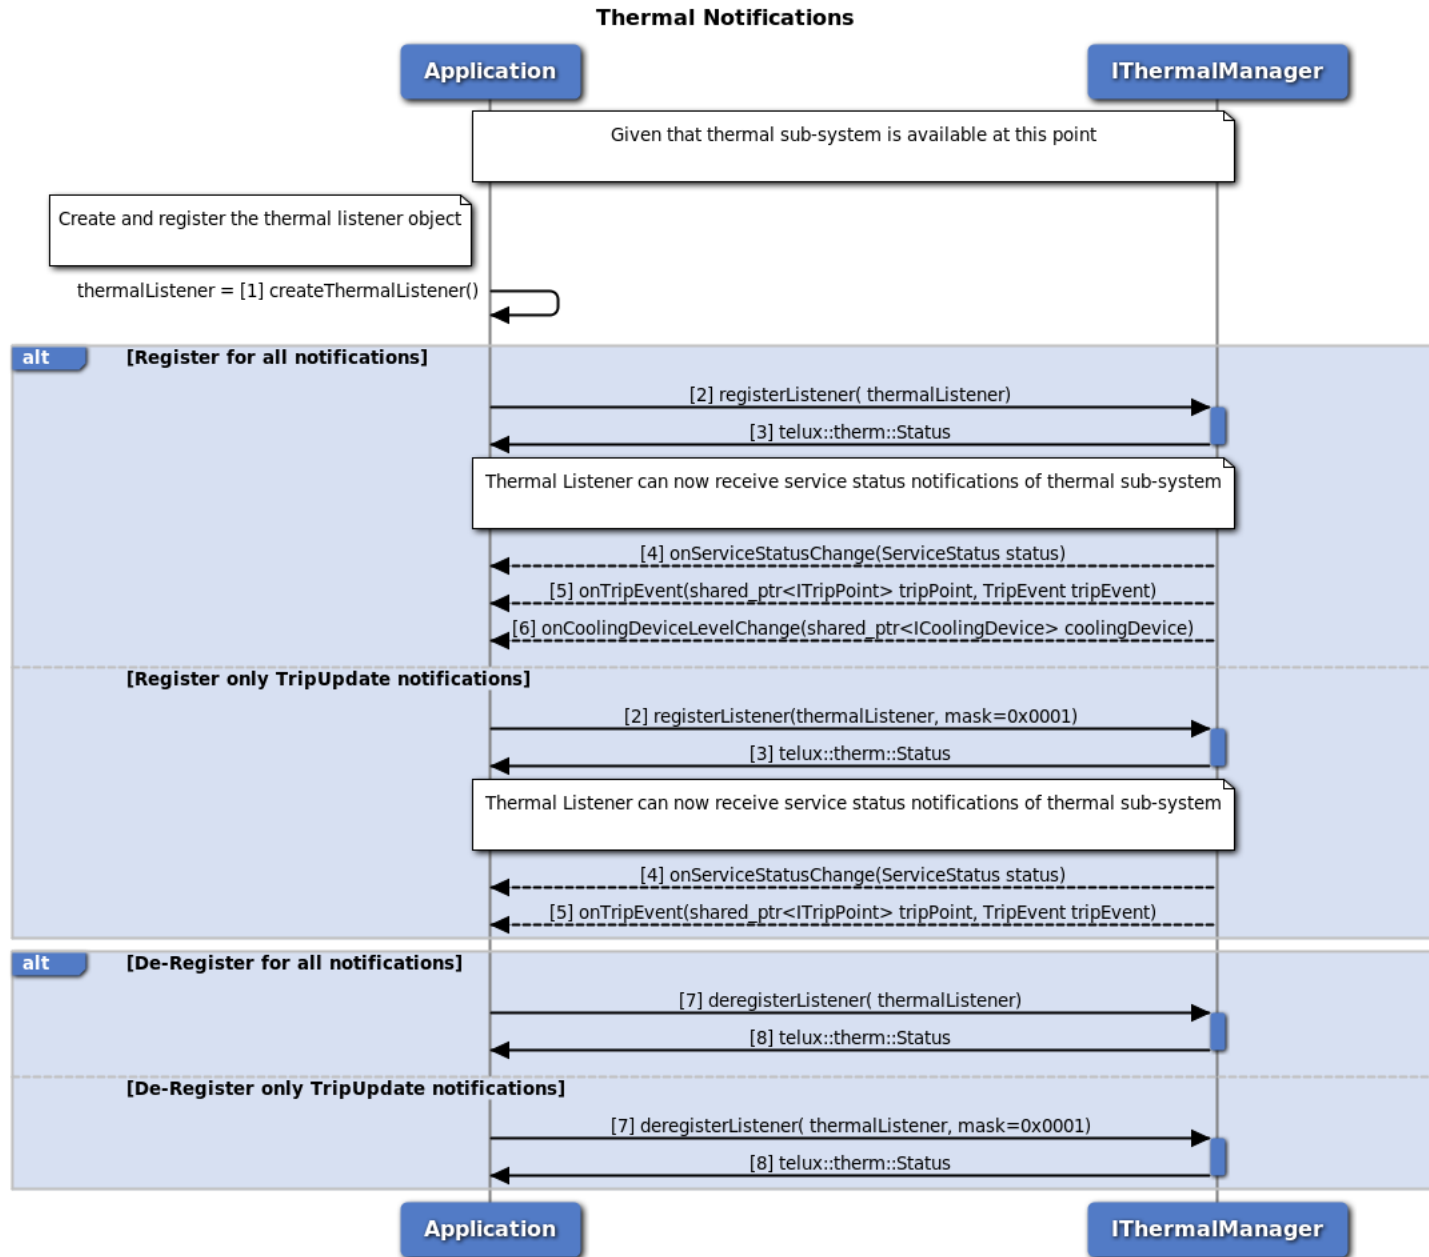 Thermal Notifications
Application
IThermalManager
Given that thermal sub-system is available at this point
Create and register the thermal listener object
thermalListener = [1] createThermalListener()
alt
[Register for all notifications]
[2] registerListener( thermalListener)
[3] telux::therm::Status
Thermal Listener can now receive service status notifications of thermal sub-system
[4] onServiceStatusChange(ServiceStatus status)
[5] onTripEvent(shared_ptr<ITripPoint> tripPoint, TripEvent tripEvent)
[6] onCoolingDeviceLevelChange(shared_ptr<ICoolingDevice> coolingDevice)
[Register only TripUpdate notifications]
[2] registerListener(thermalListener, mask=0x0001)
[3] telux::therm::Status
Thermal Listener can now receive service status notifications of thermal sub-system
[4] onServiceStatusChange(ServiceStatus status)
[5] onTripEvent(shared_ptr<ITripPoint> tripPoint, TripEvent tripEvent)
alt
[De-Register for all notifications]
[7] deregisterListener( thermalListener)
[8] telux::therm::Status
[De-Register only TripUpdate notifications]
[7] deregisterListener( thermalListener, mask=0x0001)
[8] telux::therm::Status
Application
IThermalManager